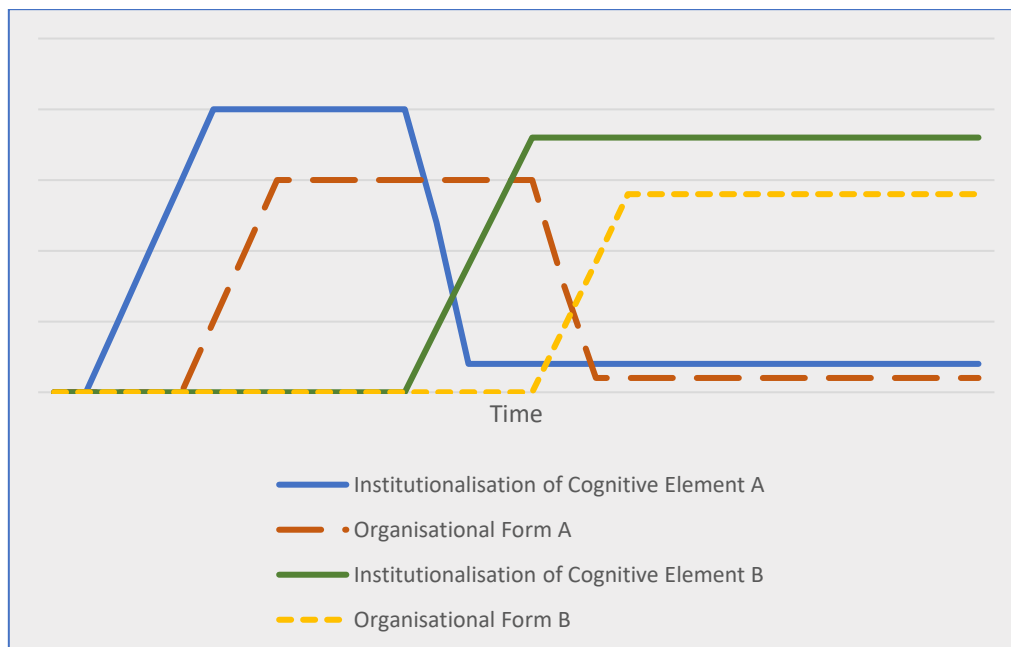 Time
Institutionalisation of Cognitive Element A
Organisational Form A
Institutionalisation of Cognitive Element B
Organisational Form B